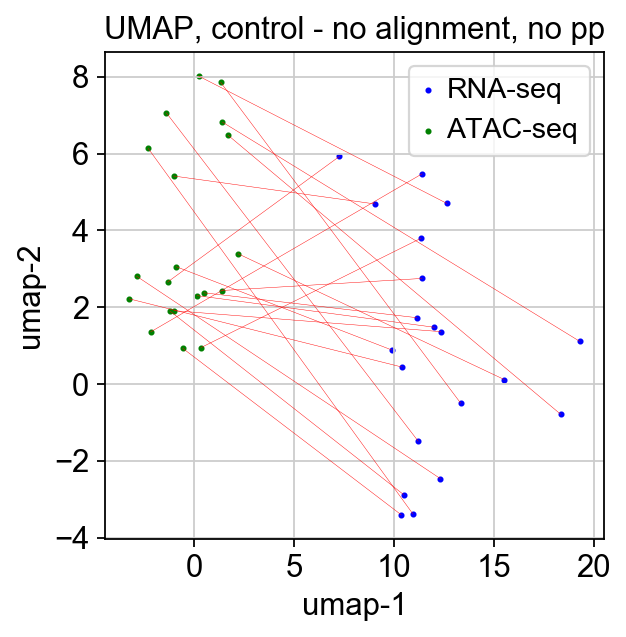 UMAP, control - no alignment, no pp
RNA-seq
ATAC-seq
8
6
4
2
0
−2
−4
umap-2
0 5 10 15 20
umap-1